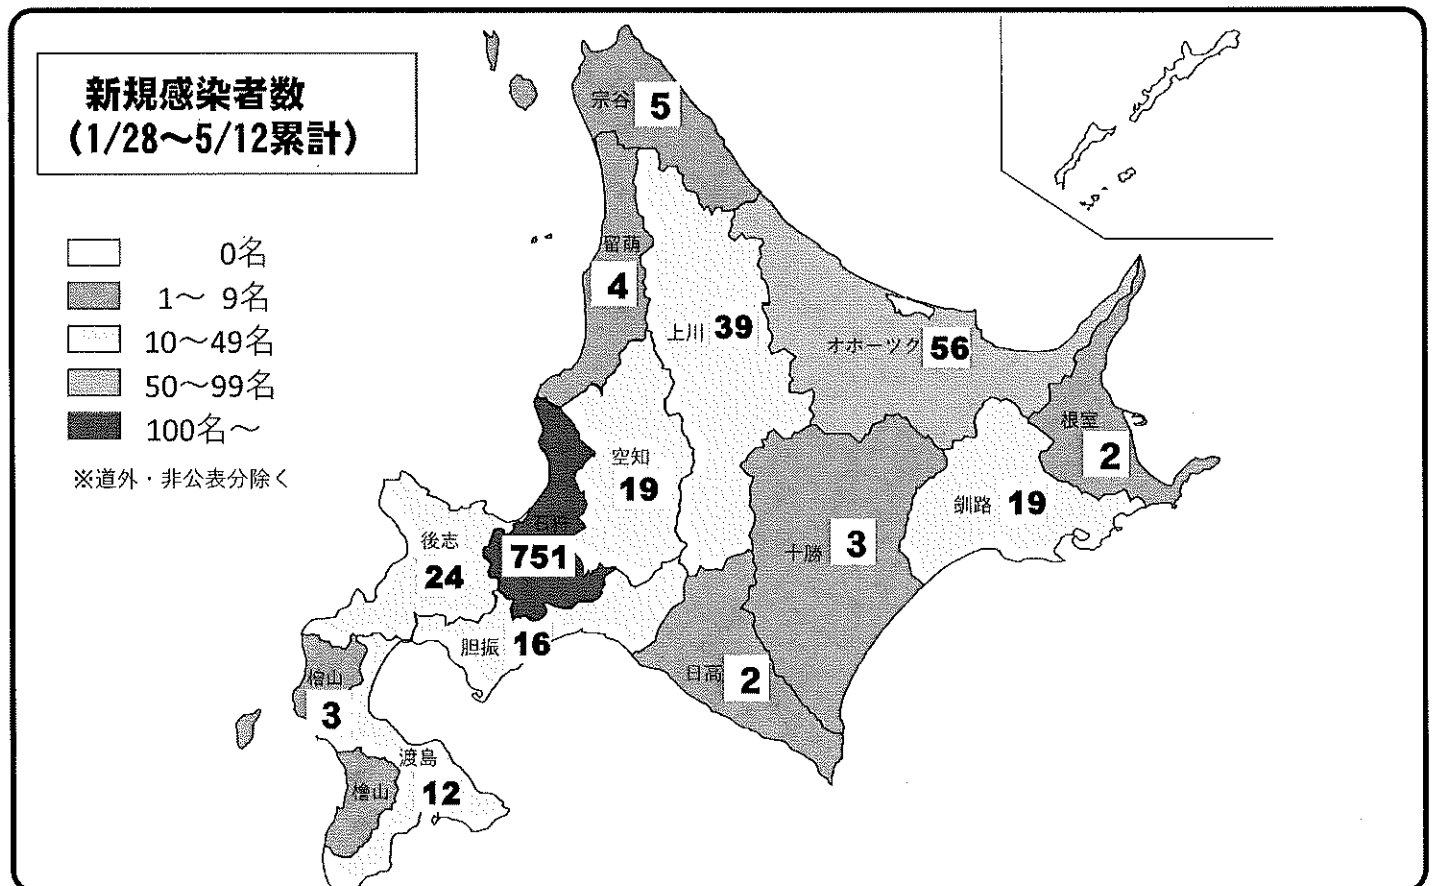 新規感染者数
(1/28~5/12累計)
0名
1~ 9名
10~49名
50~99名
100名~
※道外・非公表分除く
宗谷
5
留萌
4
上川 39
オホーツク 56
根室
2
空知
19
釧路 19
石狩
751
後志
24
十勝 3
胆振 16
日高 2
檜山
3
渡島
12
檜山